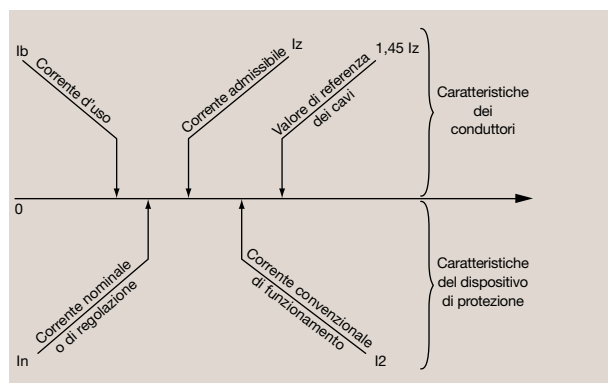 Ib
Corrente d'uso
Corrente admissibile
Iz
Valore di referenza
dei cavi
1,45 Iz
Caratteristiche
dei
conduttori
0
In
Corrente nominale
o di regolazione
Corrente convenzionale
di funzionamento
I2
Caratteristiche
del dispositivo
di protezione